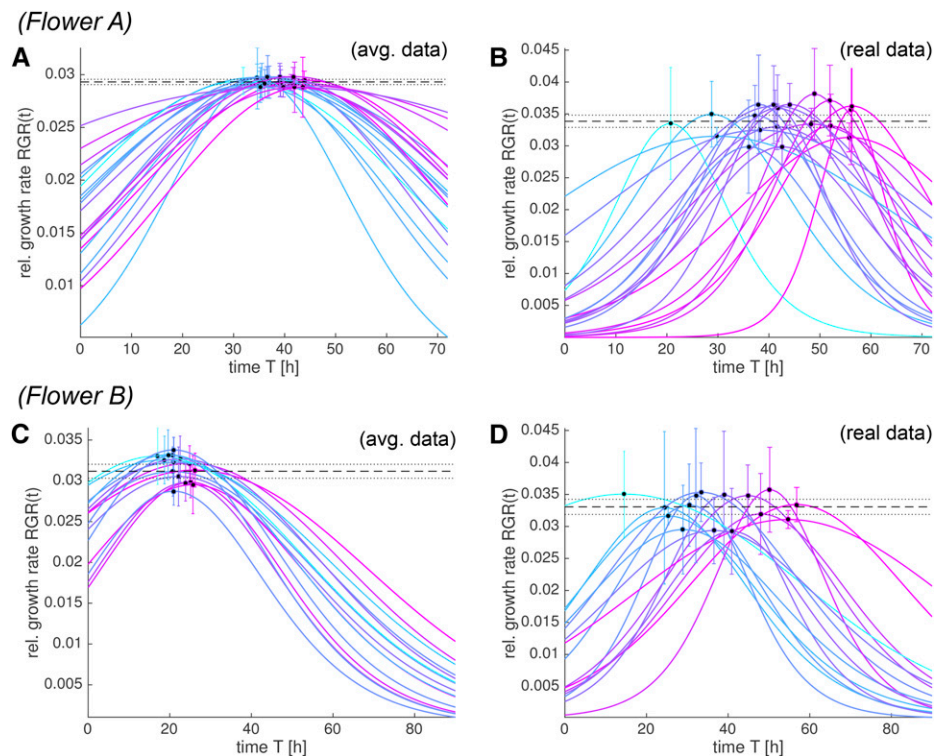 (Flower A)
A
(avg. data)
rel. growth rate RGR(t)
0.03
0.025
0.02
0.015
0.01
0 10 20 30 40 50 60 70
time T [h]
B
(real data)
rel. growth rate RGR(t)
0.045
0.04
0.035
0.03
0.025
0.02
0.015
0.01
0.005
0 10 20 30 40 50 60 70
time T [h]
(Flower B)
C
(avg. data)
rel. growth rate RGR(t)
0.035
0.03
0.025
0.02
0.015
0.01
0.005
0 20 40 60 80
time T [h]
D
(real data)
rel. growth rate RGR(t)
0.045
0.04
0.035
0.03
0.025
0.02
0.015
0.01
0.005
0 20 40 60 80
time T [h]